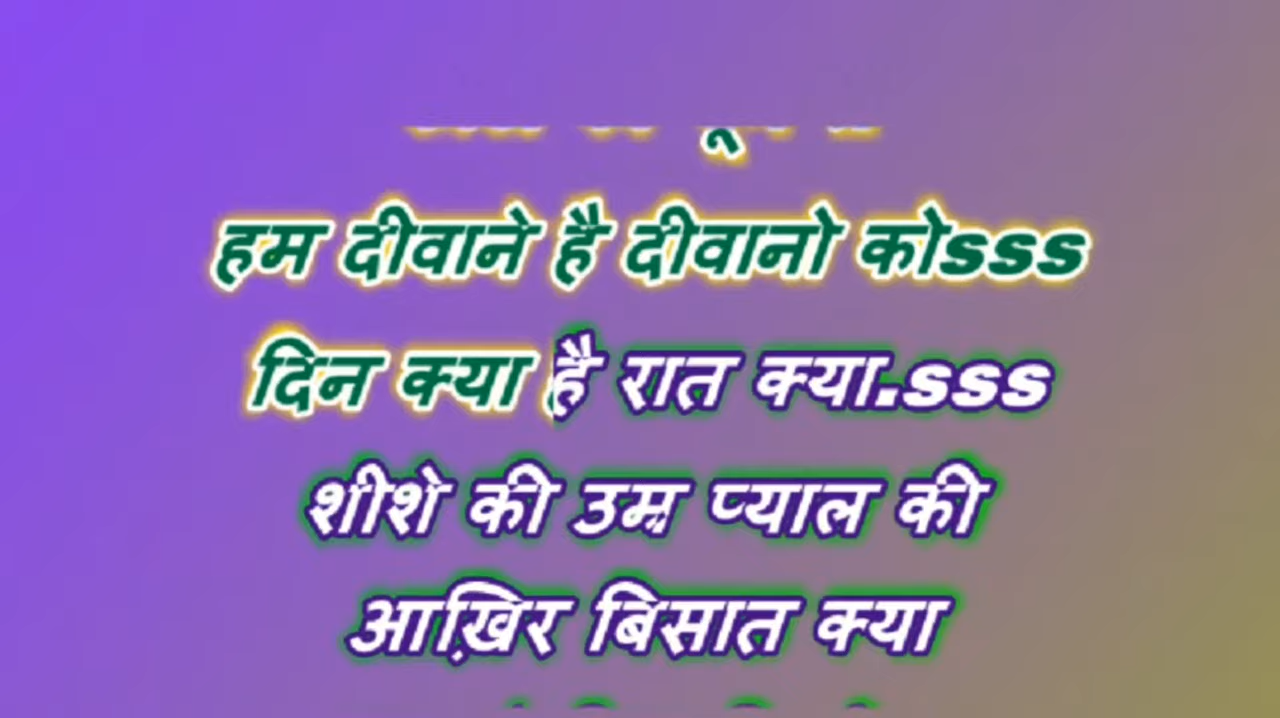 हम दीवाने है दीवानो कोsss
दिन क्या है रात क्या.sss
शीशे की उम्र प्याल की
आख़िर बिसात क्या